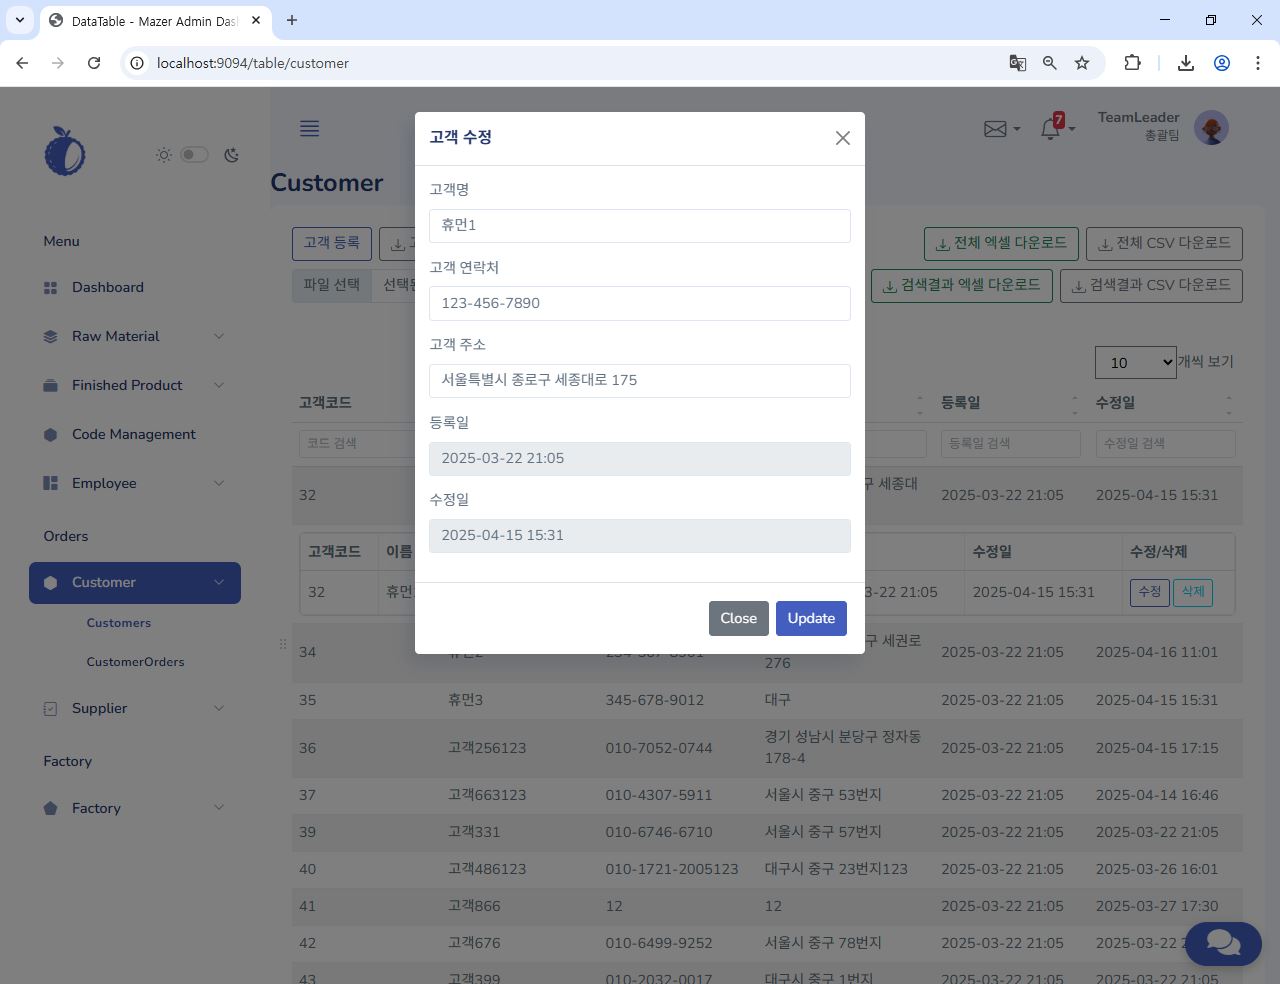 DataTable - Mazer Admin Das
localhost:9094/table/customer
Menu
Dashboard
Raw Material
Finished Product
Code Management
Employee
Orders
Customer
Customers
CustomerOrders
Supplier
Factory
Factory
7
TeamLeader
총괄팀
Customer
고객 등록
전체 엑셀 다운로드
전체 CSV 다운로드
파일 선택
검색결과 엑셀 다운로드
검색결과 CSV 다운로드
10 개씩 보기
고객코드 등록일 수정일
코드 검색 등록일 검색 수정일 검색
32 구 세종대 2025-03-22 21:05 2025-04-15 15:31
고객코드 이름 수정일 수정/삭제
32 휴먼 3-22 21:05 2025-04-15 15:31 수정 삭제
34 구 세권로 276 2025-03-22 21:05 2025-04-16 11:01
35 휴먼3 345-678-9012 대구 2025-03-22 21:05 2025-04-15 15:31
36 고객256123 010-7052-0744 경기 성남시 분당구 정자동 178-4 2025-03-22 21:05 2025-04-15 17:15
37 고객663123 010-4307-5911 서울시 중구 53번지 2025-03-22 21:05 2025-04-14 16:46
39 고객331 010-6746-6710 서울시 중구 57번지 2025-03-22 21:05 2025-03-22 21:05
40 고객486123 010-1721-2005123 대구시 중구 23번지123 2025-03-22 21:05 2025-03-26 16:01
41 고객866 12 12 2025-03-22 21:05 2025-03-27 17:30
42 고객676 010-6499-9252 서울시 중구 78번지 2025-03-22 21:05 2025-03-22 2
43 고객399 010-2032-0017 대구시 중구 1번지 2025-03-22 21:05 2025-03-22 21:05
고객 수정
고객명
휴먼1
고객 연락처
123-456-7890
고객 주소
서울특별시 종로구 세종대로 175
등록일
2025-03-22 21:05
수정일
2025-04-15 15:31
Close
Update